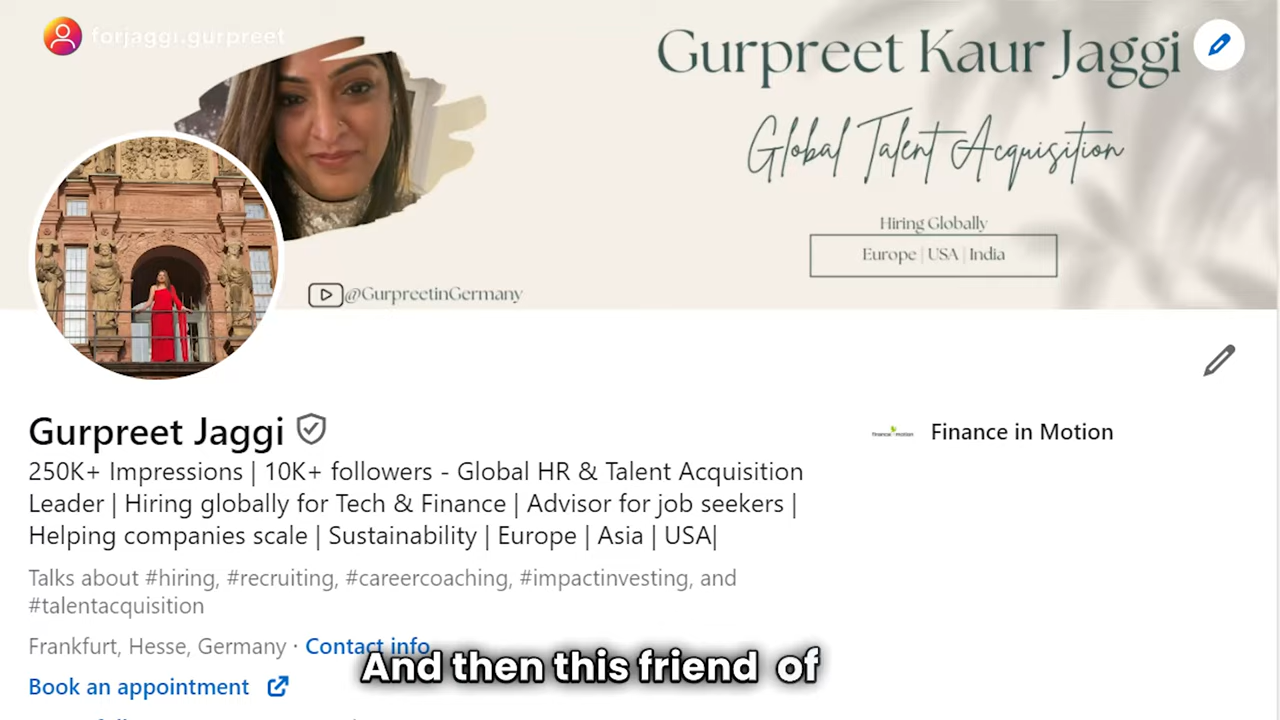 forjaggi.gurpreet
Gurpreet Kaur Jaggi
Global Talent Acquisition
Hiring Globally
Europe | USA | India
@GurpreetinGermany
Gurpreet Jaggi
finance in motion
Finance in Motion
250K+ Impressions | 10K+ followers - Global HR & Talent Acquisition
Leader | Hiring globally for Tech & Finance | Advisor for job seekers |
Helping companies scale | Sustainability | Europe | Asia | USA|
Talks about #hiring, #recruiting, #careercoaching, #impactinvesting, and
#talentacquisition
Frankfurt, Hesse, Germany · Contact info
And then this friend of
Book an appointment